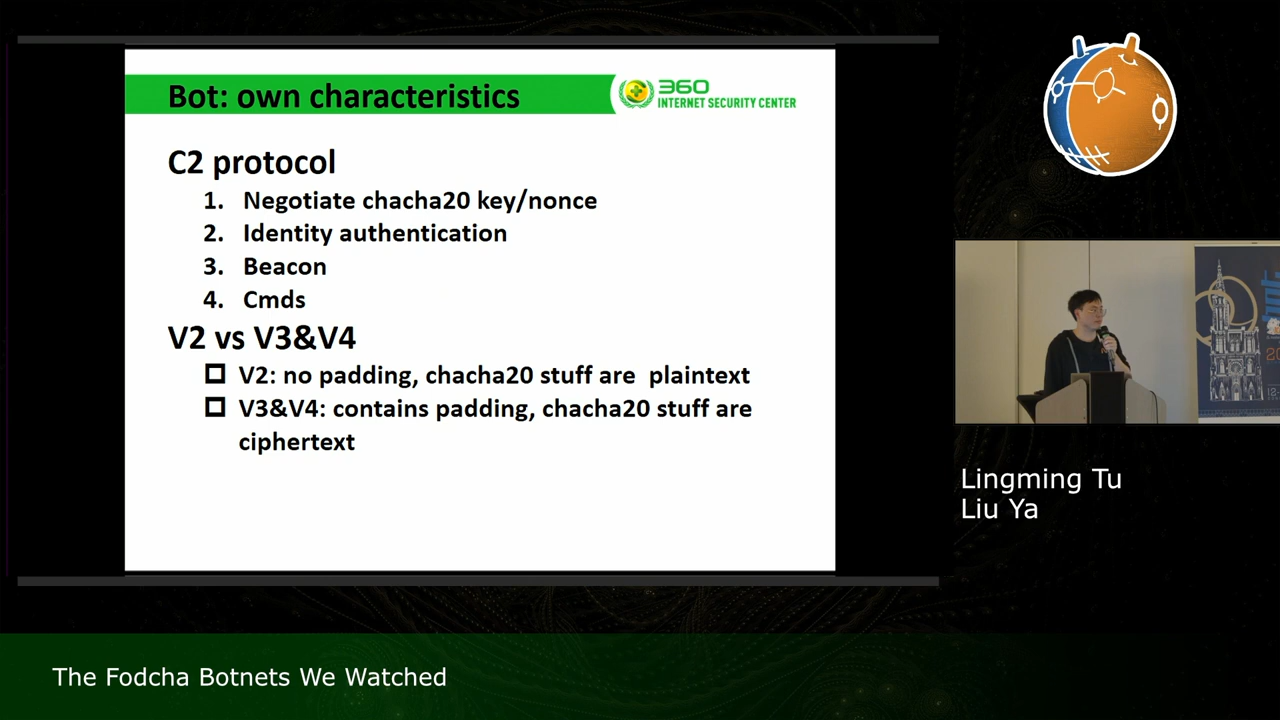 Bot: own characteristics
360
INTERNET SECURITY CENTER
C2 protocol
1. Negotiate chacha20 key/nonce
2. Identity authentication
3. Beacon
4. Cmds
V2 vs V3&V4
V2: no padding, chacha20 stuff are plaintext
V3&V4: contains padding, chacha20 stuff are
ciphertext
Lingming Tu
Liu Ya
The Fodcha Botnets We Watched